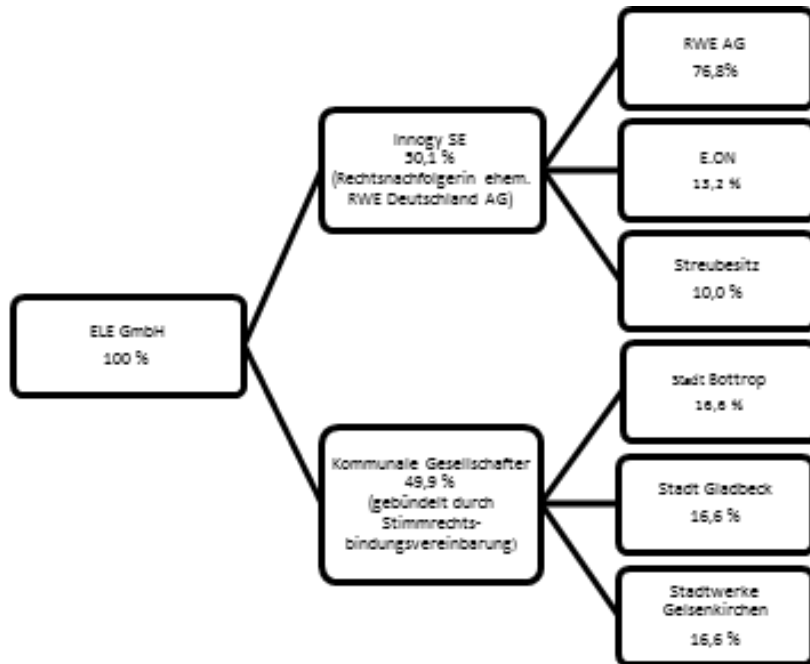 ELE GmbH
100 %
Innogy SE
50,1 %
(Rechtsnachfolgerin ehem.
RWE Deutschland AG)
Kommunale Gesellschafter
49,9 %
(gebündelt durch
Stimmrechts-
bindungsvereinbarung)
RWE AG
76,8%
E.ON
13,2 %
Streubesitz
10,0 %
Stadt Bottrop
16,6 %
Stadt Gladbeck
16,6 %
Stadtwerke
Gelsenkirchen
16,6 %